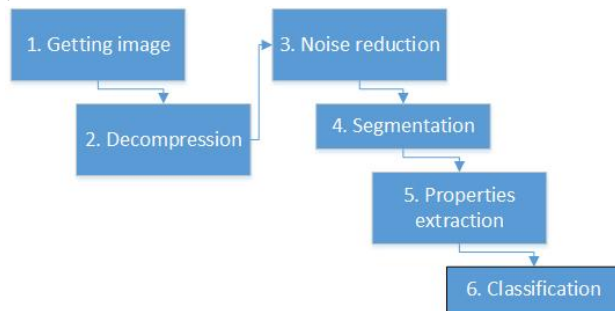 1. Getting image
2. Decompression
3. Noise reduction
4. Segmentation
5. Properties
extraction
6. Classification